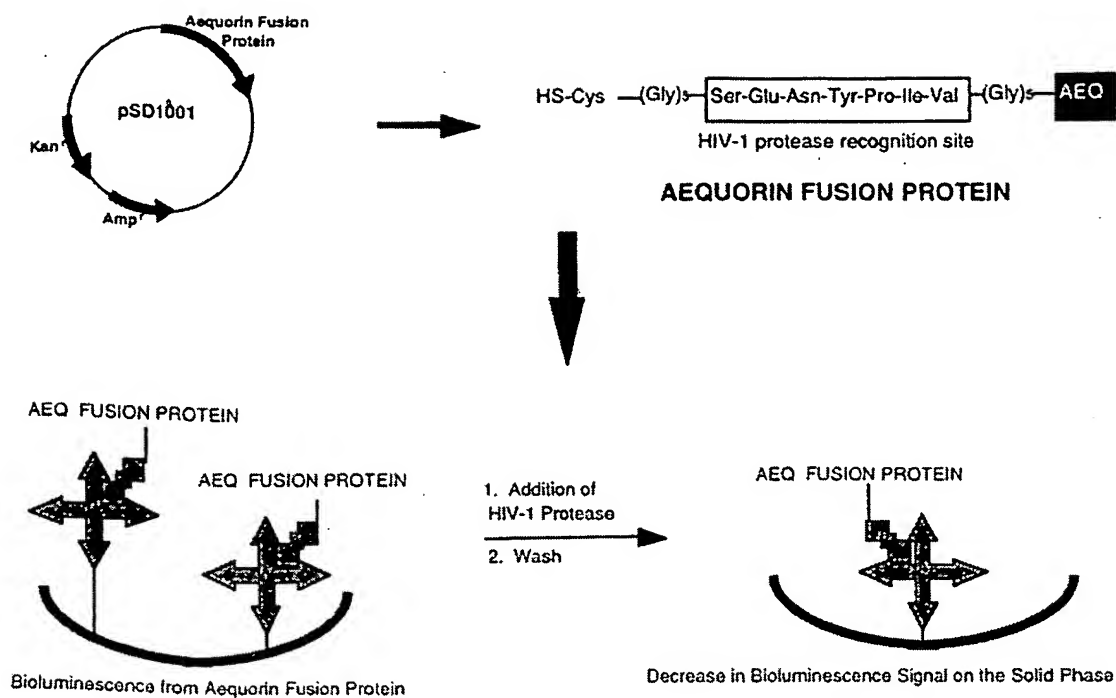 Aequorin Fusion
Protein
pSD1001
Kan r
Amp r
HS-Cys —(Gly)5— Ser-Glu-Asn-Tyr-Pro-Ile-Val —(Gly)5— AEQ
HIV-1 protease recognition site
AEQUORIN FUSION PROTEIN
AEQ FUSION PROTEIN
AEQ FUSION PROTEIN
1. Addition of
HIV-1 Protease
2. Wash
AEQ FUSION PROTEIN
Bioluminescence from Aequorin Fusion Protein
Decrease in Bioluminescence Signal on the Solid Phase